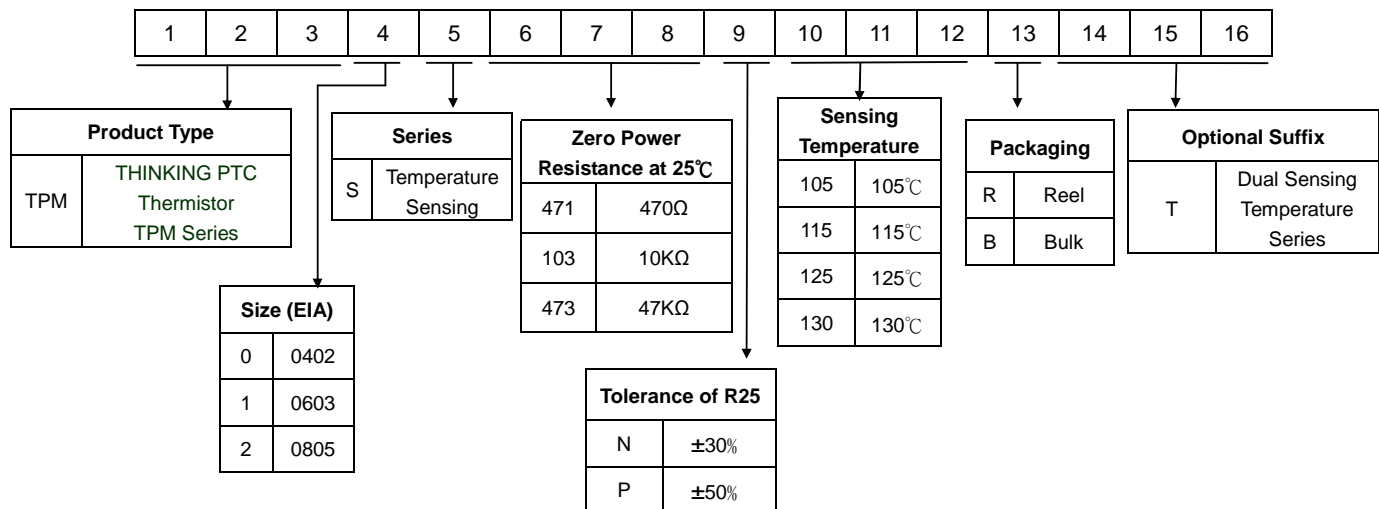 1 2 3 4 5 6 7 8 9 10 11 12 13 14 15 16
Product Type
TPM
THINKING PTC
Thermistor
TPM Series
Size (EIA)
0 0402
1 0603
2 0805
Series
S
Temperature
Sensing
Zero Power
Resistance at 25℃
471 470Ω
103 10KΩ
473 47KΩ
Tolerance of R25
N ±30%
P ±50%
Sensing
Temperature
105 105℃
115 115℃
125 125℃
130 130℃
Packaging
R Reel
B Bulk
Optional Suffix
T
Dual Sensing
Temperature
Series